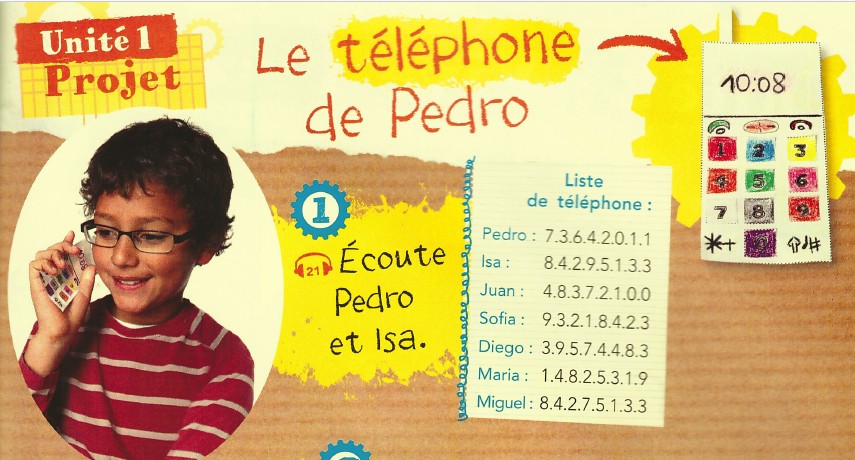 Unité 1
Projet
Le téléphone
de Pedro
10:08
1 2 3
4 5 6
7 8 9
*+ #
1
21 Écoute
Pedro
et Isa.
Liste
de téléphone :
Pedro : 7.3.6.4.2.0.1.1
Isa : 8.4.2.9.5.1.3.3
Juan : 4.8.3.7.2.1.0.0
Sofia : 9.3.2.1.8.4.2.3
Diego : 3.9.5.7.4.4.8.3
Maria : 1.4.8.2.5.3.1.9
Miguel : 8.4.2.7.5.1.3.3